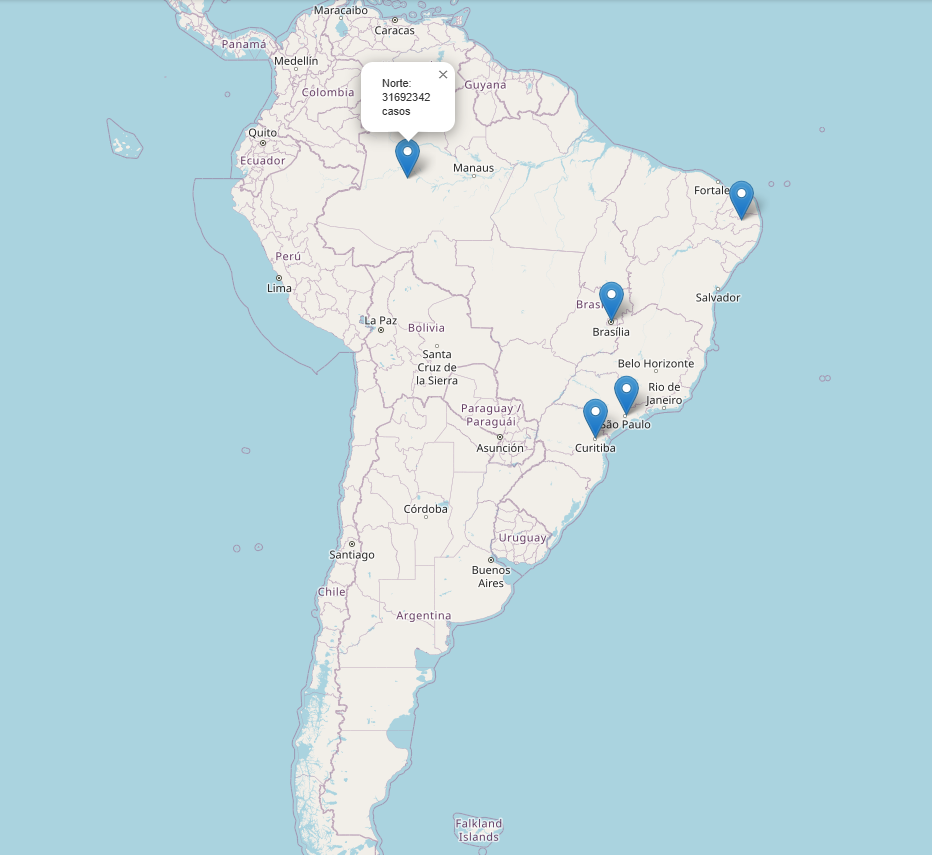 Maracaibo
Caracas
Panamá
Medellín
Colombia
×
Norte:
31692342
casos
Guyana
Quito
Ecuador
Manaus
Fortale
Perú
Lima
Salvador
Bras
Brasília
La Paz
Bolivia
Santa
Cruz de
la Sierra
Belo Horizonte
Rio de
Janeiro
Paraguay /
Paraguái
São Paulo
Asunción
Curitiba
Córdoba
Uruguay
Santiago
Buenos
Aires
Chile
Argentina
Falkland
Islands